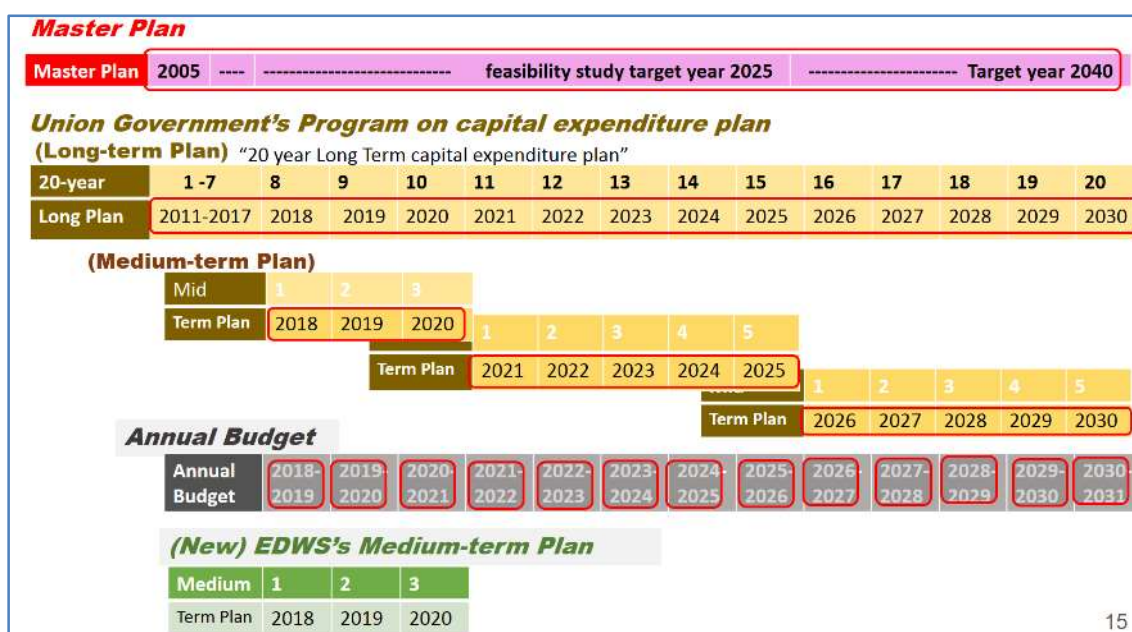 Master Plan
Master Plan 2005 ---- ----------------------------- feasibility study target year 2025 ----------------------- Target year 2040
Union Government's Program on capital expenditure plan
(Long-term Plan) "20 year Long Term capital expenditure plan"
20-year 1 -7 8 9 10 11 12 13 14 15 16 17 18 19 20
Long Plan 2011-2017 2018 2019 2020 2021 2022 2023 2024 2025 2026 2027 2028 2029 2030
(Medium-term Plan)
Mid 1 2 3
Term Plan 2018 2019 2020
1 2 3 4 5
Term Plan 2021 2022 2023 2024 2025
1 2 3 4 5
Term Plan 2026 2027 2028 2029 2030
Annual Budget
Annual 2018- 2019- 2020- 2021- 2022- 2023- 2024- 2025- 2026- 2027- 2028- 2029- 2030-
Budget 2019 2020 2021 2022 2023 2024 2025 2026 2027 2028 2029 2030 2031
(New) EDWS's Medium-term Plan
Medium 1 2 3
Term Plan 2018 2019 2020
15